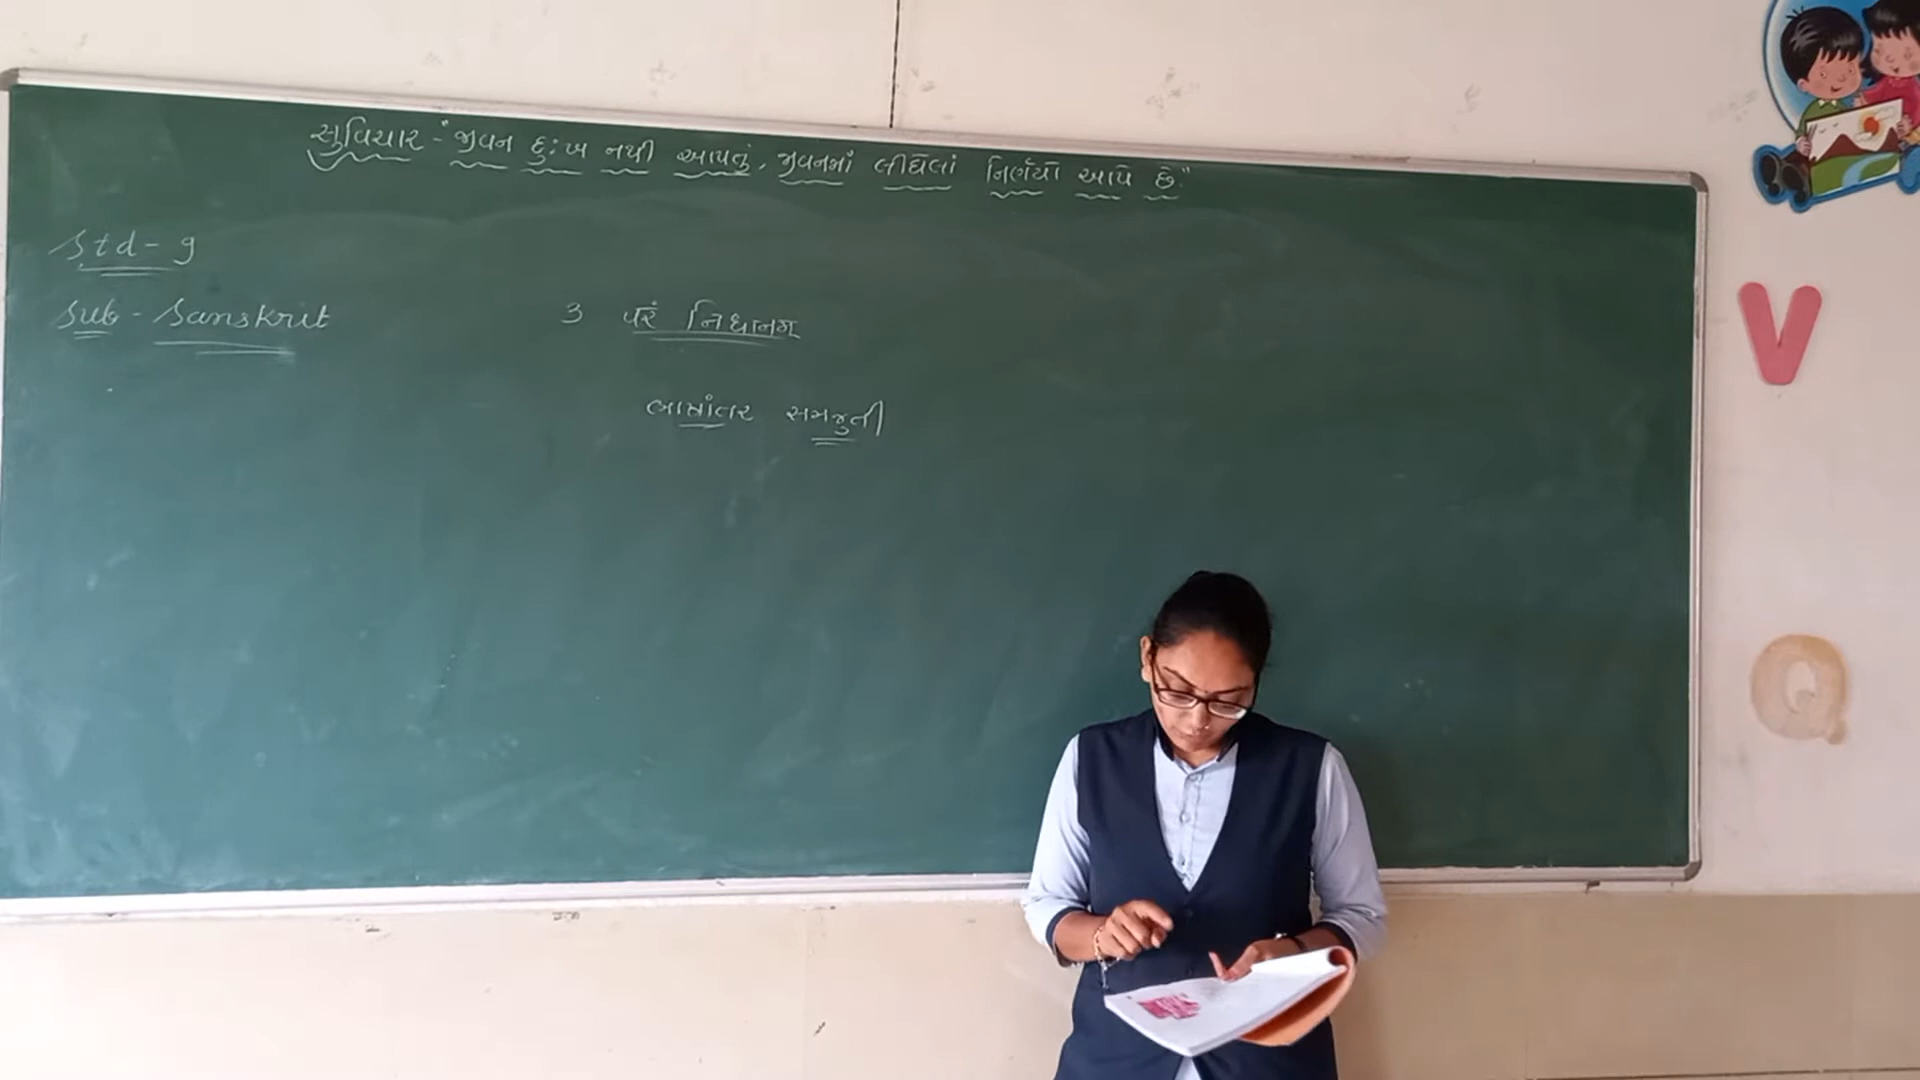 સુવિચાર - "જીવન દુઃખ નથી આપતું, જીવનમાં લીધેલાં નિર્ણયો આપે છે."
Std - 9
Sub - Sanskrit
3 परं निधानम्
ભાષાંતર સમજુતી
V
Q